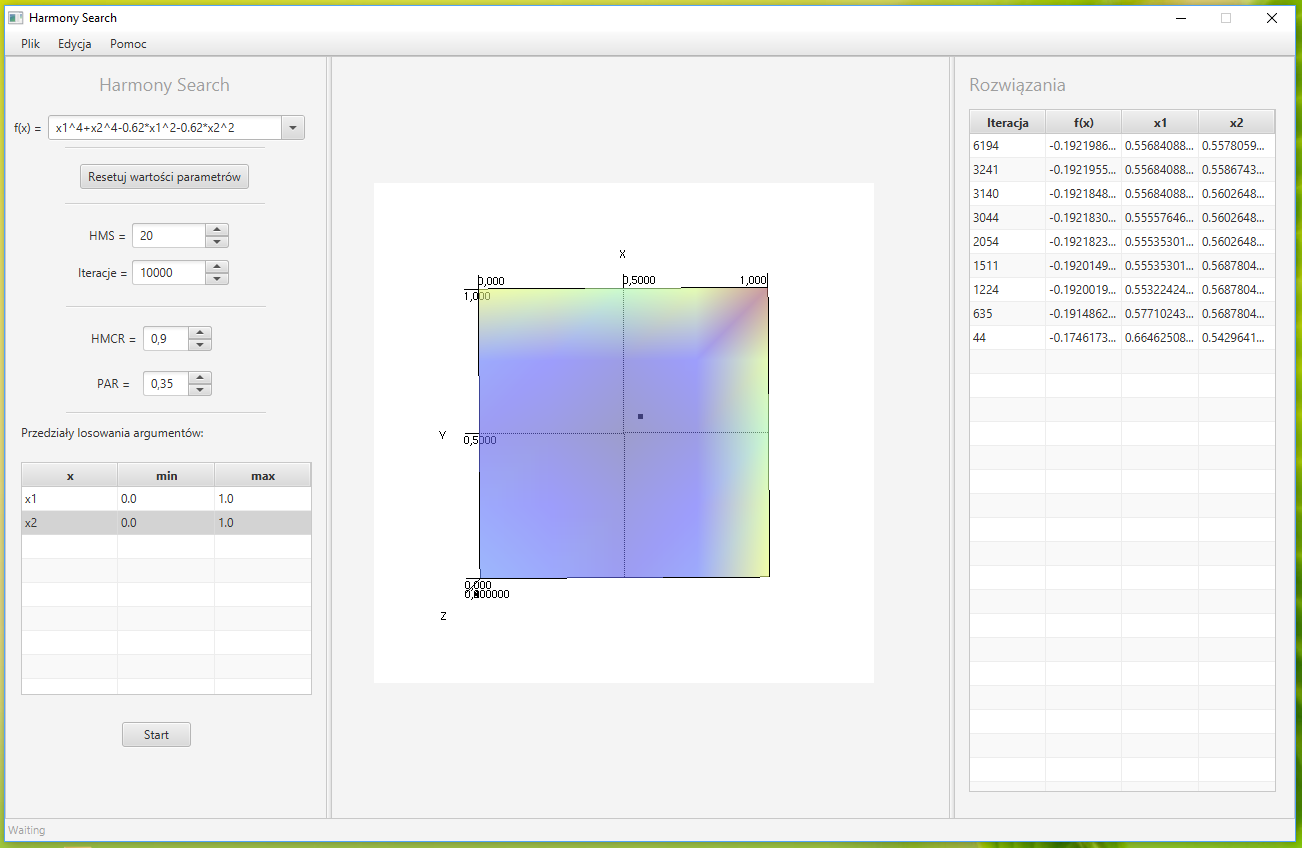 Harmony Search
Plik Edycja Pomoc
Harmony Search
f(x) = x1^4+x2^4-0.62*x1^2-0.62*x2^2
Resetuj wartości parametrów
HMS = 20
Iteracje = 10000
HMCR = 0,9
PAR = 0,35
Przedziały losowania argumentów:
x min max
x1 0.0 1.0
x2 0.0 1.0
Start
X
0,000 0,5000 1,000
1,000
Y 0,5000
0,000
Z
Rozwiązania
Iteracja f(x) x1 x2
6194 -0.1921986... 0.55684088... 0.5578059...
3241 -0.1921955... 0.55684088... 0.5586743...
3140 -0.1921848... 0.55684088... 0.5602648...
3044 -0.1921830... 0.55557646... 0.5602648...
2054 -0.1921823... 0.55535301... 0.5602648...
1511 -0.1920149... 0.55535301... 0.5687804...
1224 -0.1920019... 0.55322424... 0.5687804...
635 -0.1914862... 0.57710243... 0.5687804...
44 -0.1746173... 0.66462508... 0.5429641...
Waiting